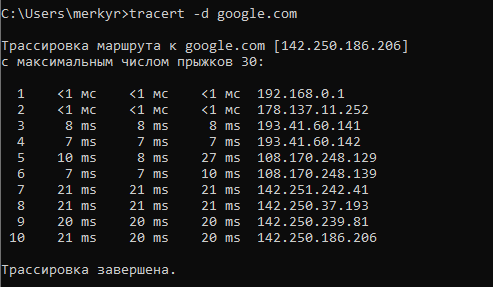 C:\Users\merkyr>tracert -d google.com
Трассировка маршрута к google.com [142.250.186.206]
с максимальным числом прыжков 30:
1 <1 мс <1 мс <1 мс 192.168.0.1
2 <1 мс <1 мс <1 мс 178.137.11.252
3 8 ms 8 ms 8 ms 193.41.60.141
4 7 ms 7 ms 7 ms 193.41.60.142
5 10 ms 8 ms 27 ms 108.170.248.129
6 7 ms 7 ms 10 ms 108.170.248.139
7 21 ms 21 ms 21 ms 142.251.242.41
8 21 ms 21 ms 21 ms 142.250.37.193
9 20 ms 20 ms 20 ms 142.250.239.81
10 21 ms 20 ms 20 ms 142.250.186.206
Трассировка завершена.